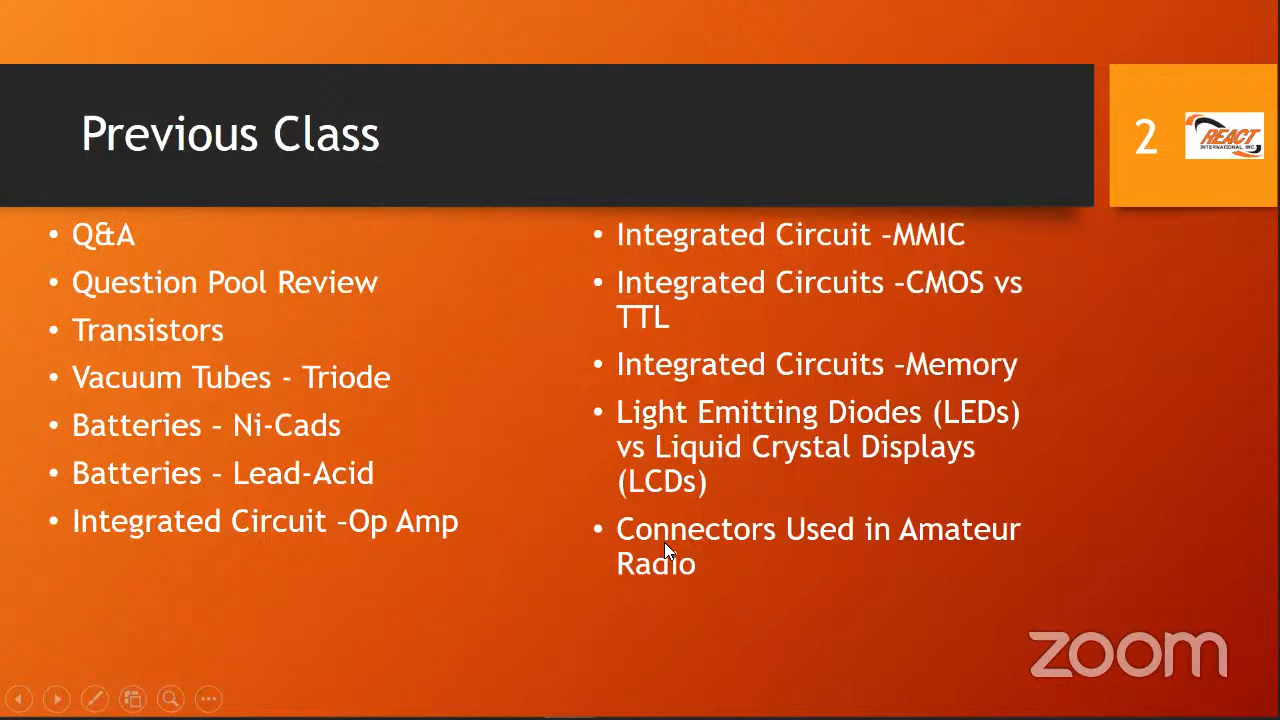 Previous Class
2
REACT
INTERNATIONAL, INC.
• Q&A
• Question Pool Review
• Transistors
• Vacuum Tubes - Triode
• Batteries – Ni-Cads
• Batteries – Lead-Acid
• Integrated Circuit –Op Amp
• Integrated Circuit –MMIC
• Integrated Circuits –CMOS vs
TTL
• Integrated Circuits –Memory
• Light Emitting Diodes (LEDs)
vs Liquid Crystal Displays
(LCDs)
• Connectors Used in Amateur
Radio
zoom